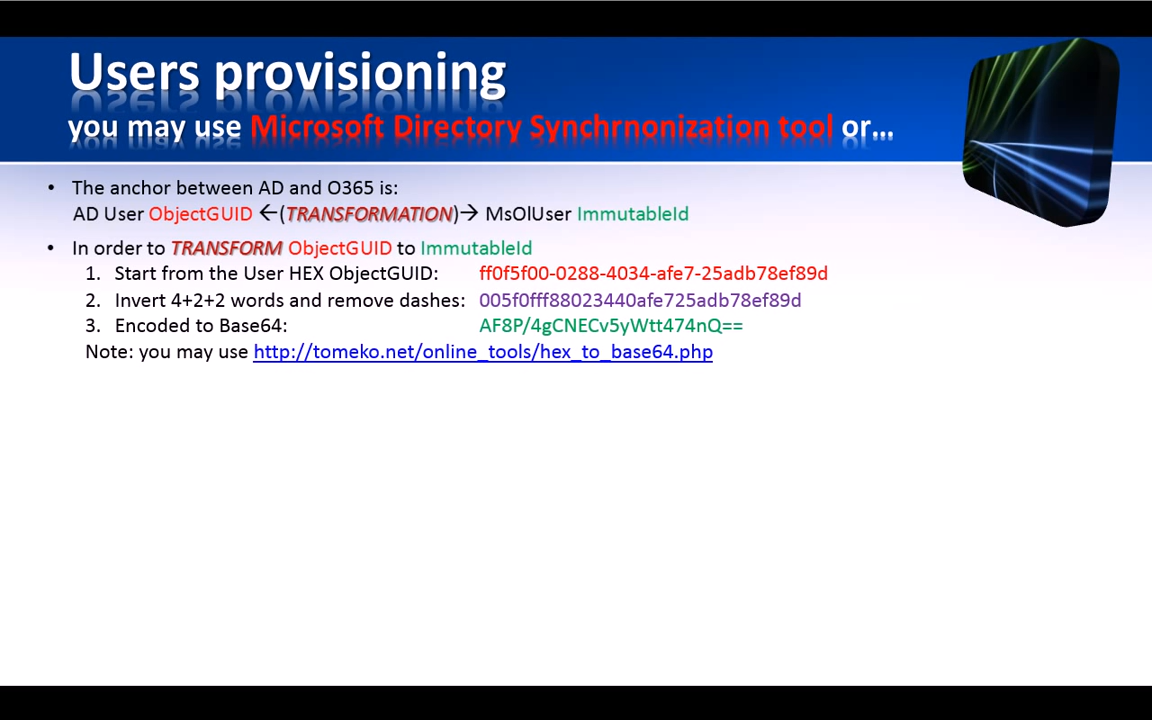 Users provisioning
you may use Microsoft Directory Synchrnonization tool or...
• The anchor between AD and O365 is:
AD User ObjectGUID ←(TRANSFORMATION)→ MsOlUser ImmutableId
• In order to TRANSFORM ObjectGUID to ImmutableId
1. Start from the User HEX ObjectGUID: ff0f5f00-0288-4034-afe7-25adb78ef89d
2. Invert 4+2+2 words and remove dashes: 005f0fff88023440afe725adb78ef89d
3. Encoded to Base64: AF8P/4gCNECv5yWtt474nQ==
Note: you may use http://tomeko.net/online_tools/hex_to_base64.php